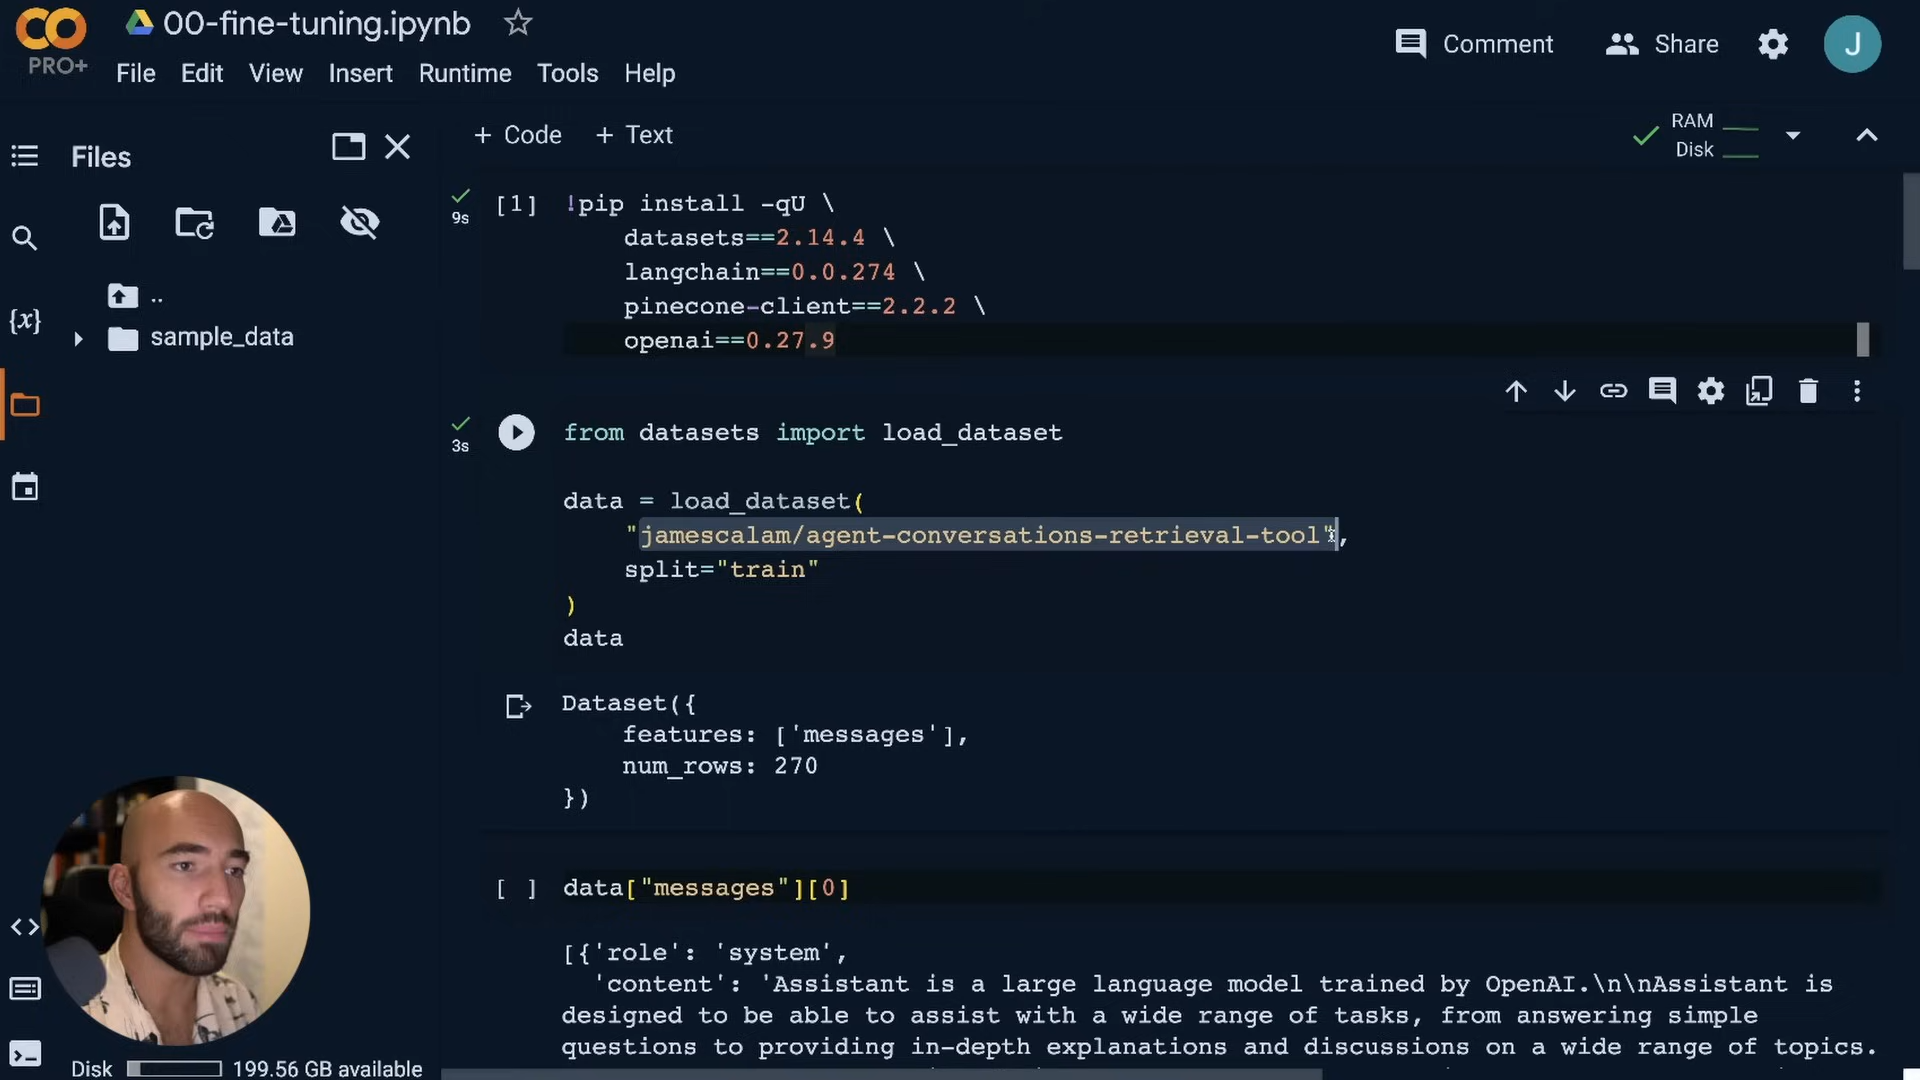 00-fine-tuning.ipynb
PRO+
File Edit View Insert Runtime Tools Help
Comment
Share
J
Files
+ Code + Text
RAM
Disk
..
sample_data
9s
[1] !pip install -qU \
datasets==2.14.4 \
langchain==0.0.274 \
pinecone-client==2.2.2 \
openai==0.27.9
3s
from datasets import load_dataset
data = load_dataset(
"jamescalam/agent-conversations-retrieval-tool",
split="train"
)
data
Dataset({
features: ['messages'],
num_rows: 270
})
[ ] data["messages"][0]
[{'role': 'system',
'content': 'Assistant is a large language model trained by OpenAI.\n\nAssistant is
designed to be able to assist with a wide range of tasks, from answering simple
questions to providing in-depth explanations and discussions on a wide range of topics.
{x}
<>
Disk 199.56 GB available